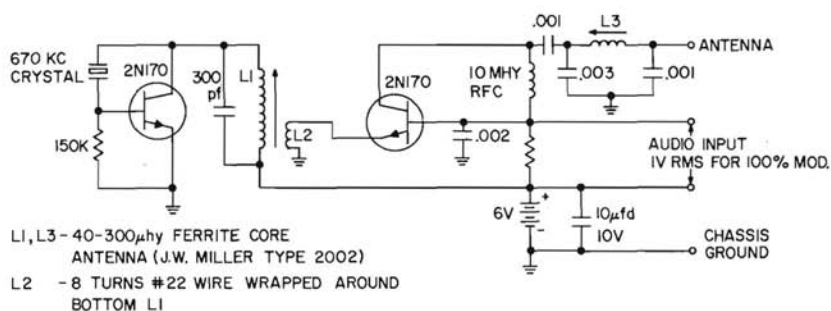 670 KC
CRYSTAL
2N170
150K
300
pf
L1
L2
2N170
10 MHY
RFC
.001
L3
.003
.001
ANTENNA
.002
AUDIO INPUT
1V RMS FOR 100% MOD.
6V
+
-
10µfd
10V
CHASSIS
GROUND
L1, L3 - 40-300µhy FERRITE CORE
ANTENNA (J.W. MILLER TYPE 2002)
L2 - 8 TURNS #22 WIRE WRAPPED AROUND
BOTTOM L1